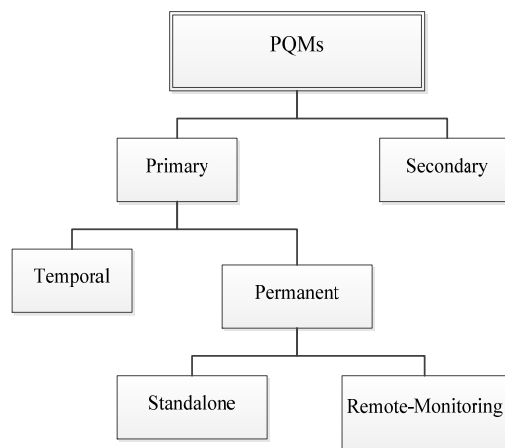 PQMs
Primary
Secondary
Temporal
Permanent
Standalone
Remote-Monitoring